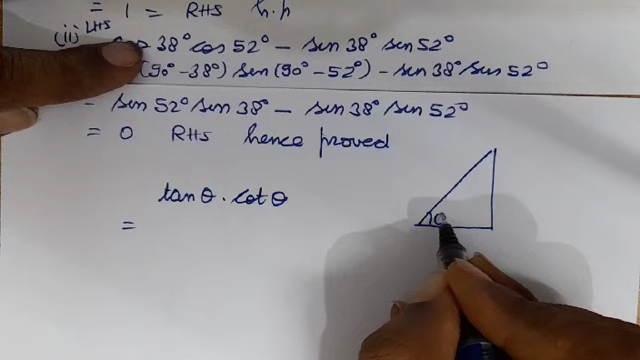 = 1 = RHS h.p
(ii) LHS
38° cos 52° - sin 38° sin 52°
(90° - 38°) sin (90° - 52°) - sin 38° sin 52°
- sin 52° sin 38° - sin 38° sin 52°
= 0 RHS hence proved
tan θ . cot θ
=